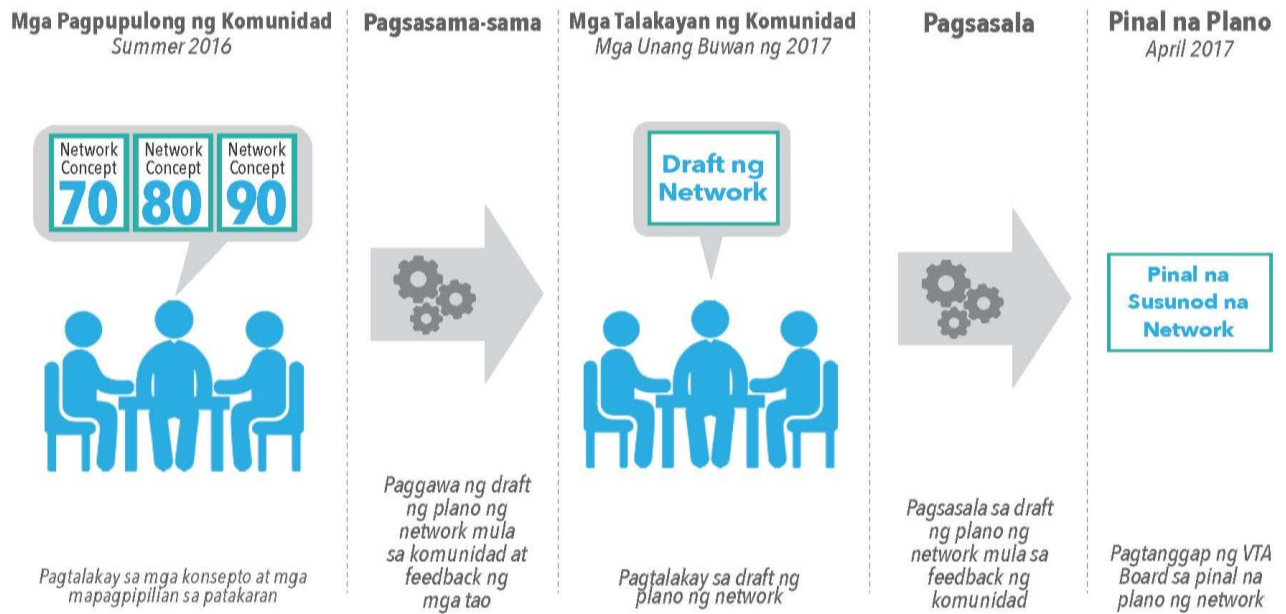 Mga Pagpupulong ng Komunidad
Summer 2016
Network
Concept
70
Network
Concept
80
Network
Concept
90
Pagtalakay sa mga konsepto at mga
mapagpipilian sa patakaran
Pagsasama-sama
Paggawa ng draft
ng plano ng
network mula
sa komunidad at
feedback ng
mga tao
Mga Talakayan ng Komunidad
Mga Unang Buwan ng 2017
Draft ng
Network
Pagtalakay sa draft ng
plano ng network
Pagsasala
Pagsasala sa draft
ng plano ng
network mula sa
feedback ng
komunidad
Pinal na Plano
April 2017
Pinal na
Susunod na
Network
Pagtanggap ng VTA
Board sa pinal na
plano ng network